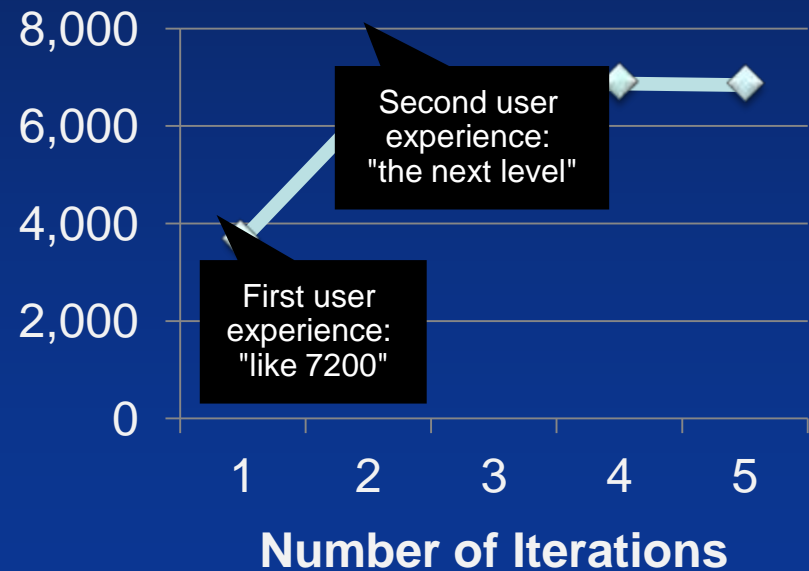 8,000
6,000
4,000
2,000
0
Second user
experience:
"the next level"
First user
experience:
"like 7200"
1 2 3 4 5
Number of Iterations